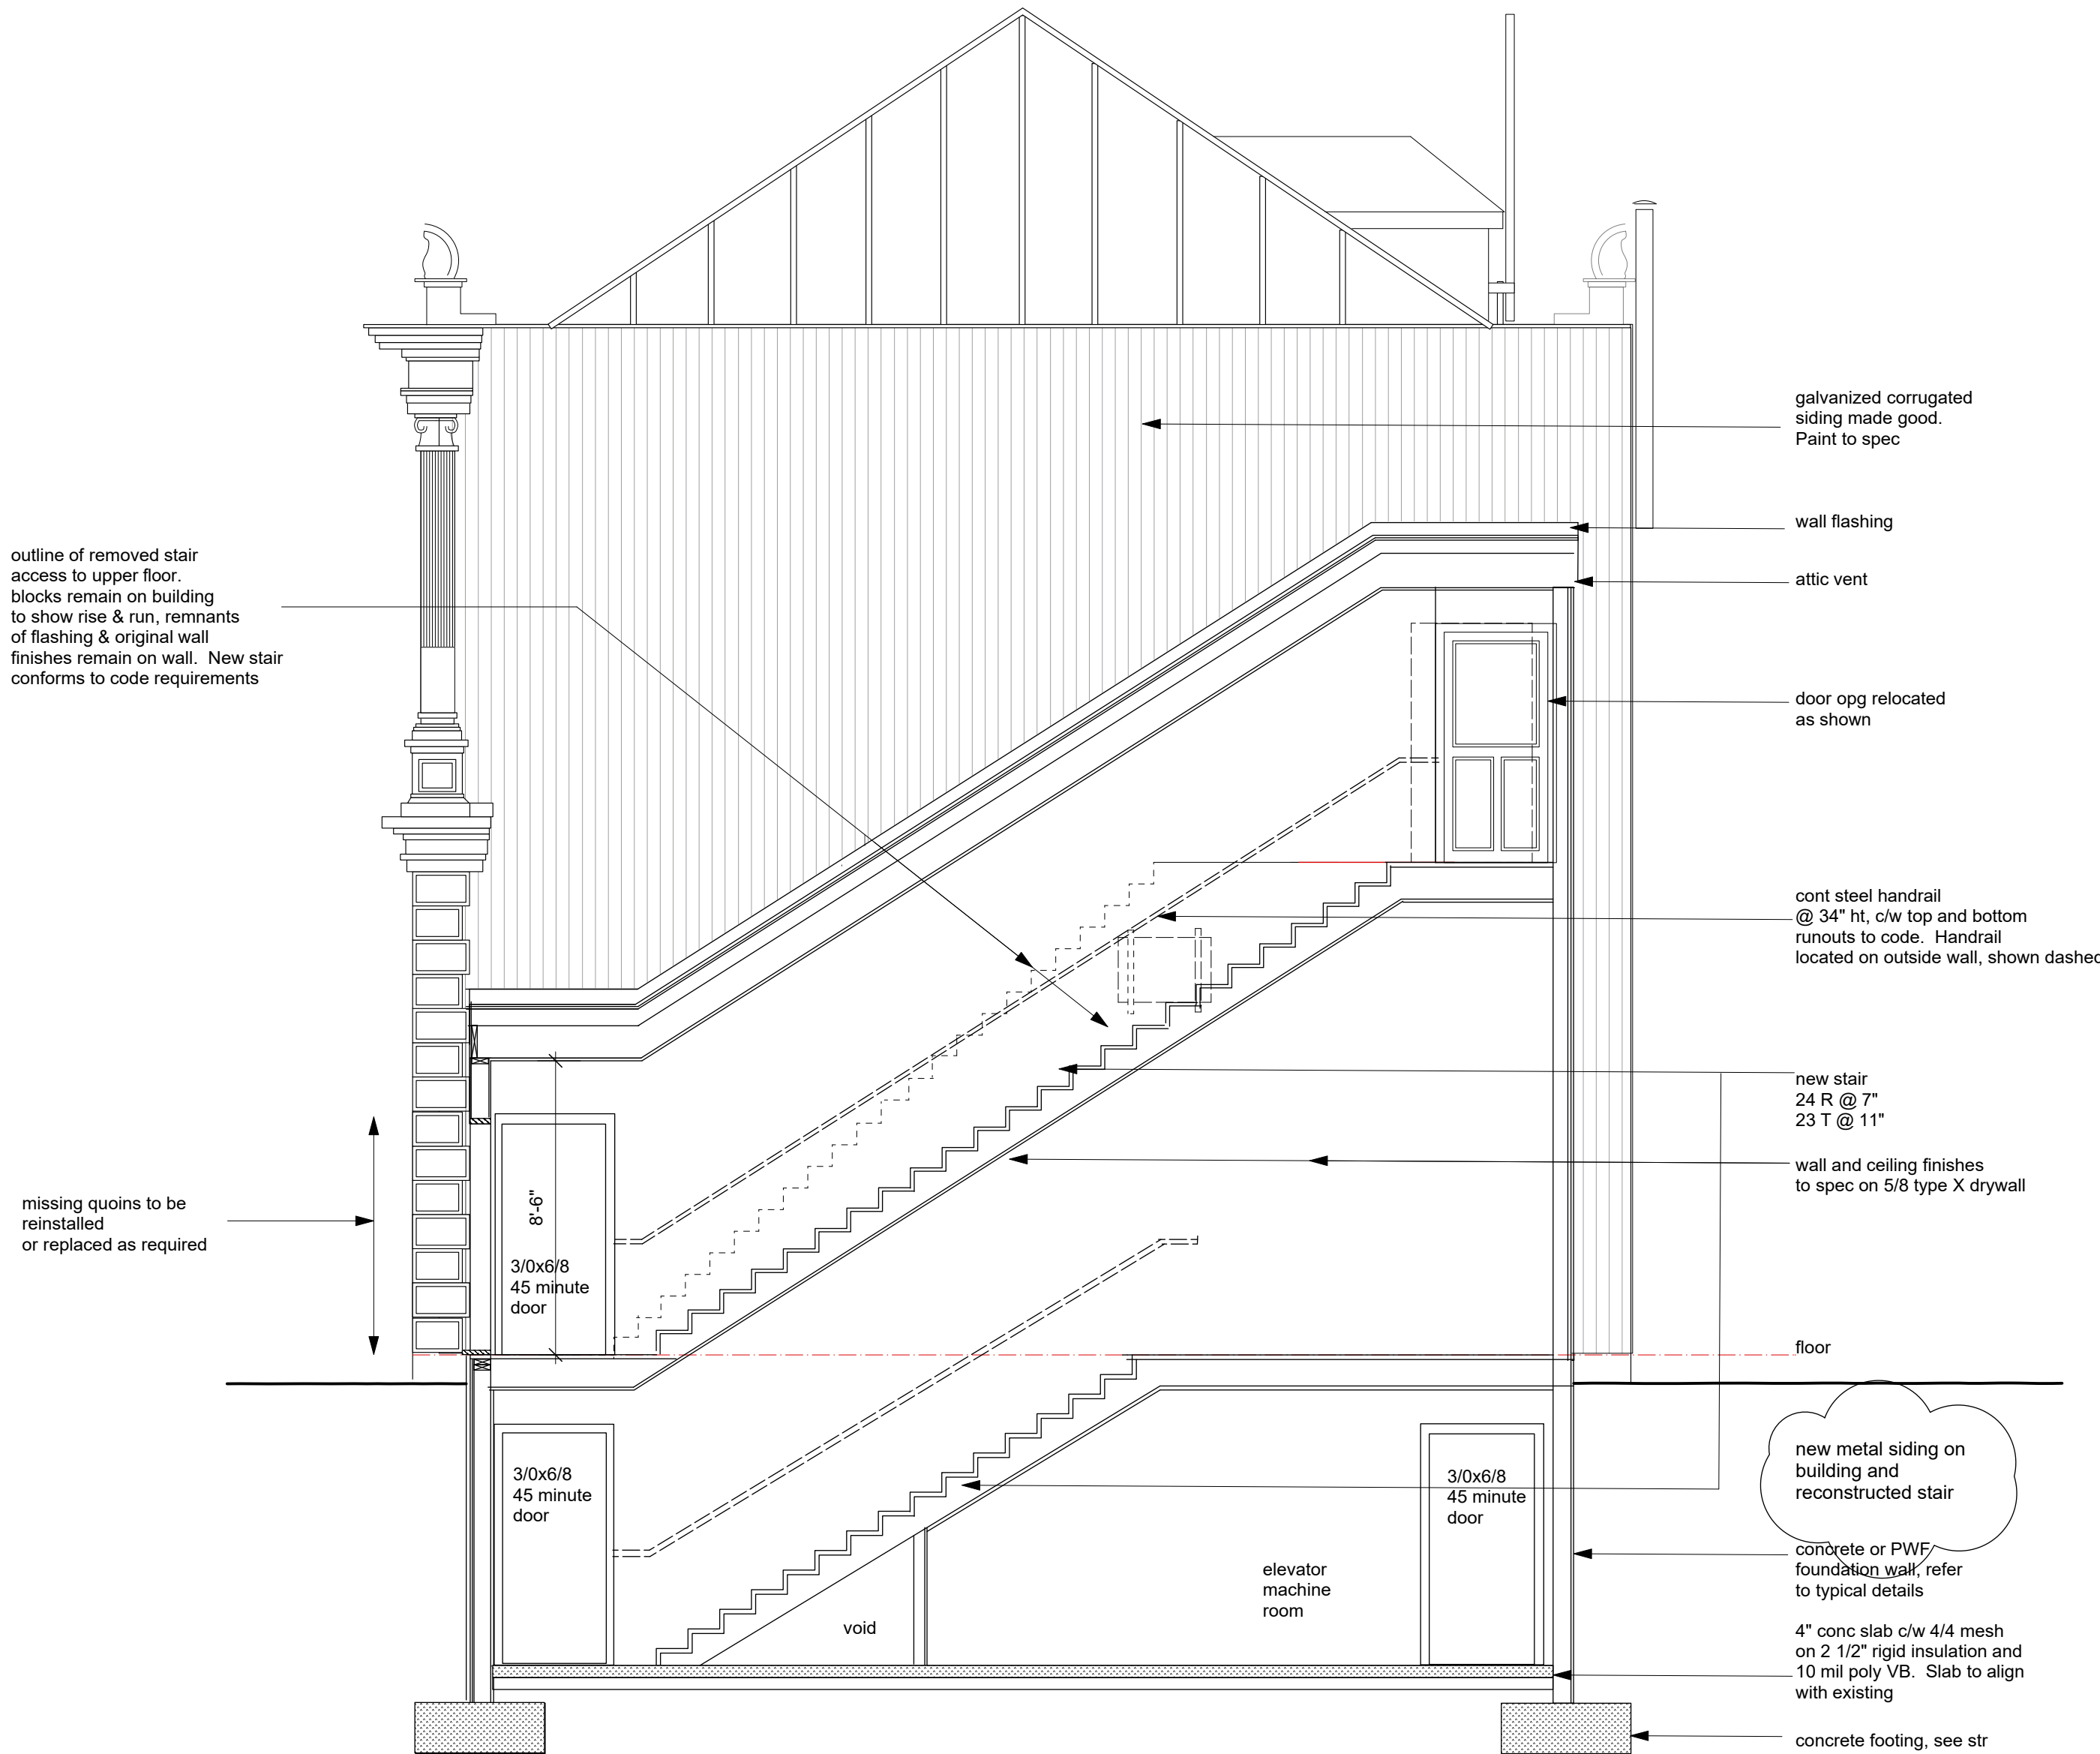 galvanized corrugated
siding made good.
Paint to spec
wall flashing
outline of removed stair
access to upper floor.
blocks remain on building
to show rise & run, remnants
of flashing & original wall
finishes remain on wall.  New stair
conforms to code requirements
attic vent
door opg relocated
as shown
cont steel handrail
@ 34" ht, c/w top and bottom
runouts to code.  Handrail
located on outside wall, shown dashed
new stair
24 R @ 7"
23 T @ 11"
wall and ceiling finishes
to spec on 5/8 type X drywall
missing quoins to be
reinstalled
or replaced as required
8'-6"
3/0x6/8
45 minute
door
floor
3/0x6/8
45 minute
door
3/0x6/8
45 minute
door
new metal siding on
building and
reconstructed stair
concrete or PWF
foundation wall, refer
to typical details
elevator
machine
room
void
4" conc slab c/w 4/4 mesh
on 2 1/2" rigid insulation and
10 mil poly VB.  Slab to align
with existing
concrete footing, see str